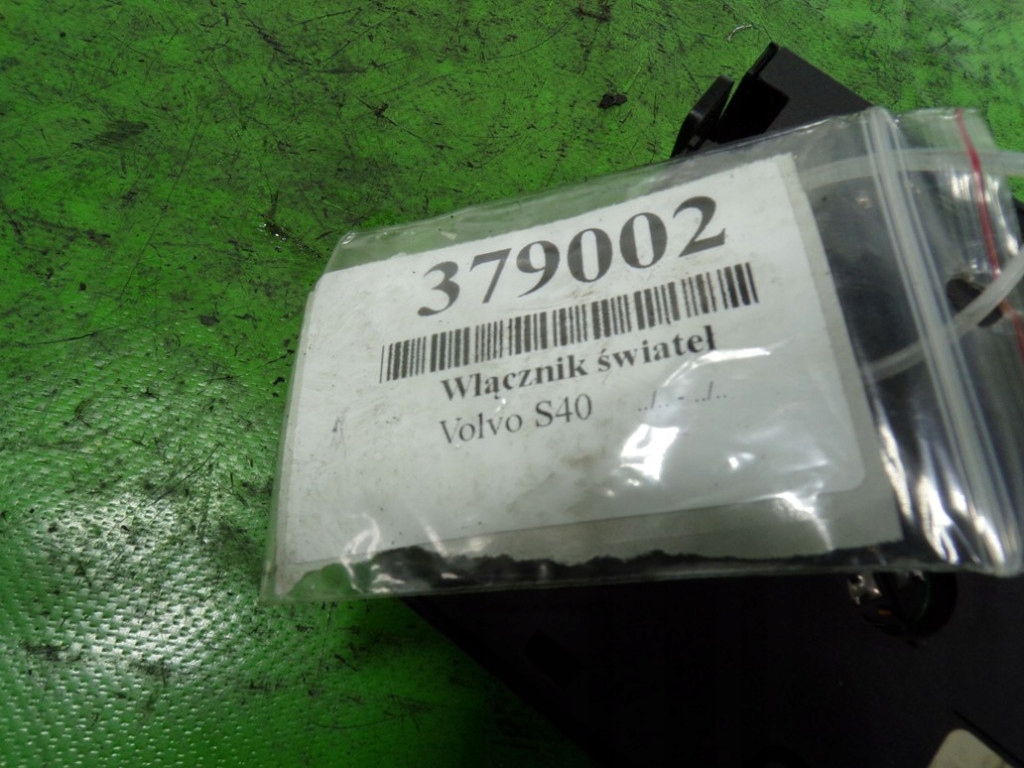 379002
Włącznik świateł
Volvo S40 ../.. - ../..